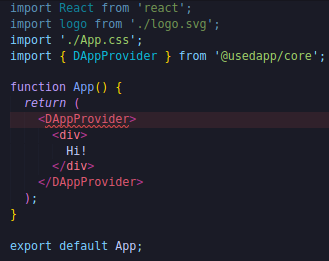 import React from 'react';
import logo from './logo.svg';
import './App.css';
import { DAppProvider } from '@usedapp/core';

function App() {
  return (
    <DAppProvider>
      <div>
        Hi!
      </div>
    </DAppProvider>
  );
}

export default App;